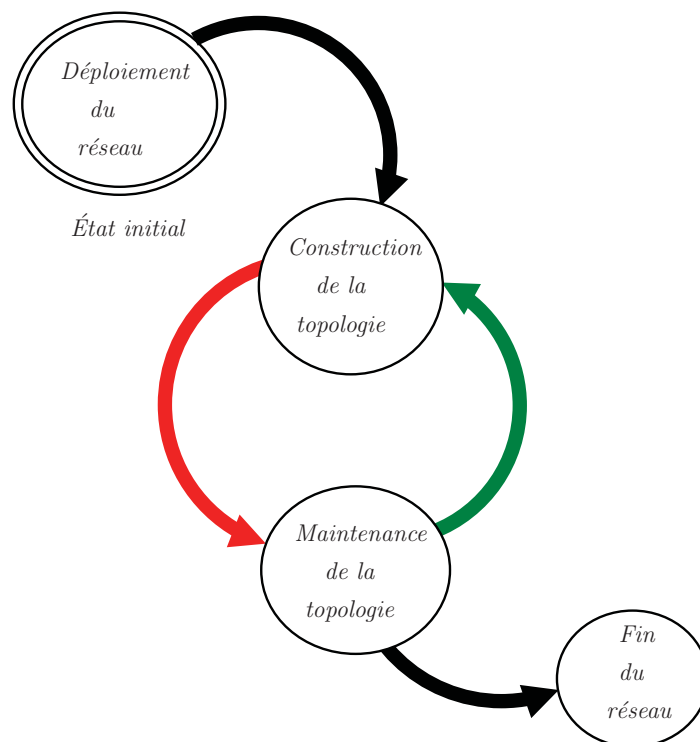 Déploiement
du
réseau
État initial
Construction
de la
topologie
Maintenance
de la
topologie
Fin
du
réseau